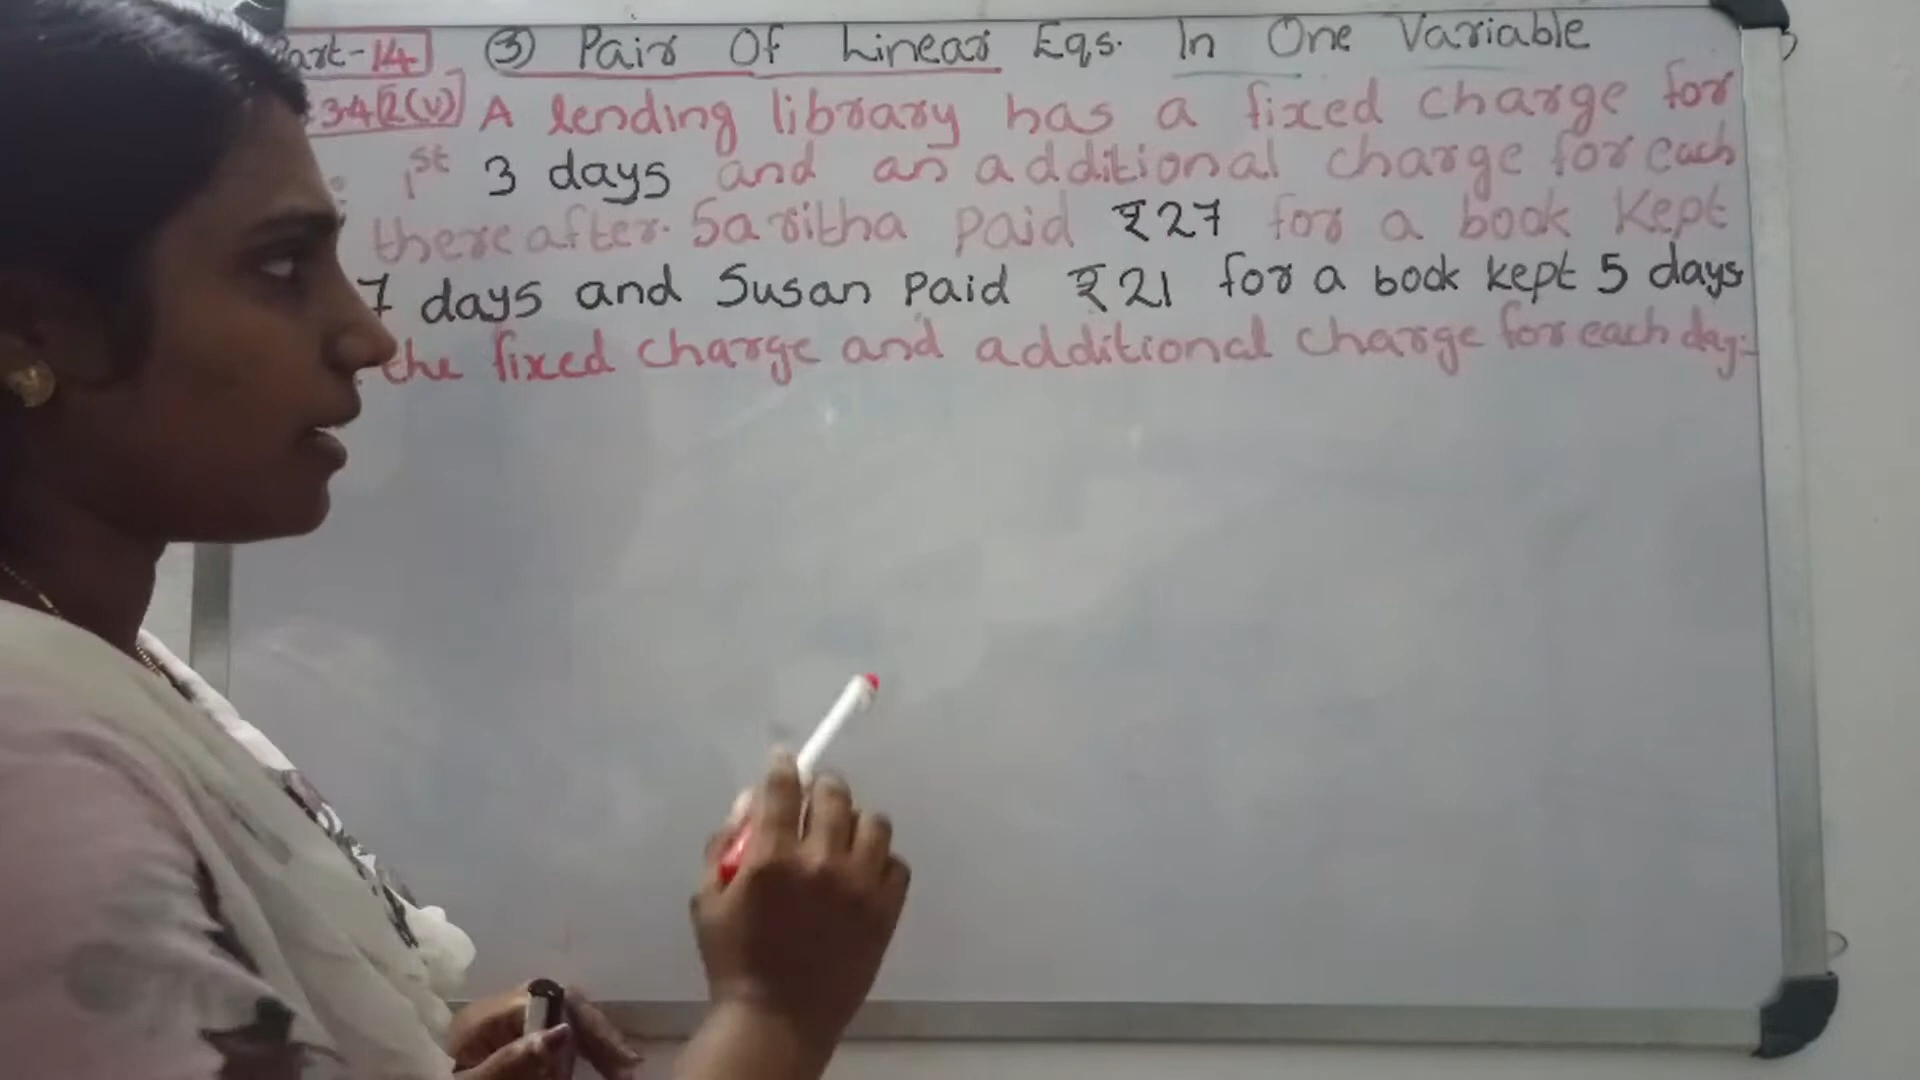 Part-14 ③ Pair Of Linear Eqs. In One Variable
3.4 2(v) A lending library has a fixed charge for
1st 3 days and an additional charge for each
thereafter. Saritha paid ₹27 for a book kept
7 days and Susan paid ₹21 for a book kept 5 days
the fixed charge and additional charge for each day:-